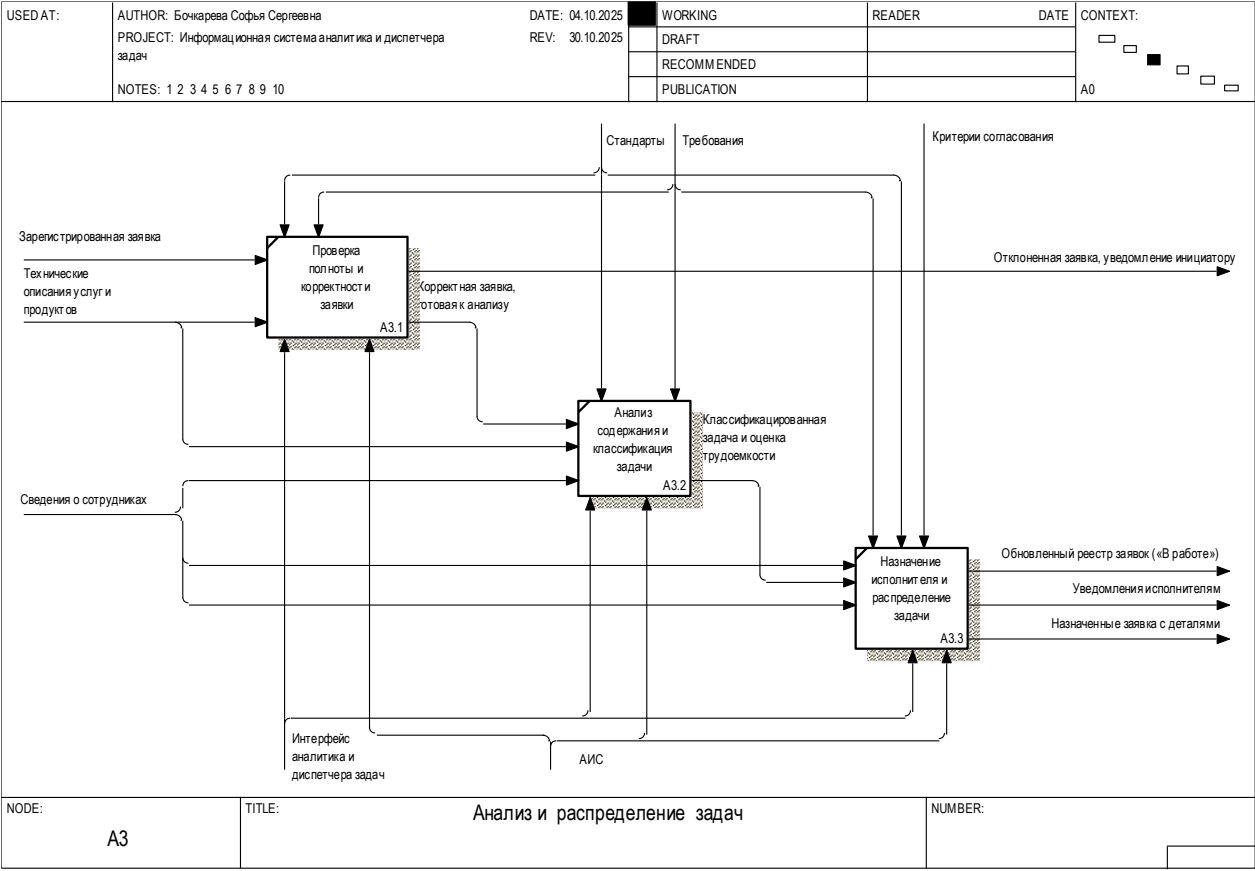 USED AT:
AUTHOR: Бочкарева Софья Сергеевна
DATE: 04.10.2025
PROJECT: Информационная система аналитика и диспетчера
задач
REV: 30.10.2025
NOTES: 1 2 3 4 5 6 7 8 9 10
WORKING
DRAFT
RECOMMENDED
PUBLICATION
READER
DATE
CONTEXT:
A0
Стандарты
Требования
Критерии согласования
Зарегистрированная заявка
Технические
описания услуг и
продуктов
Проверка
полноты и
корректности
заявки
A3.1
Отклоненная заявка, уведомление инициатору
Корректная заявка,
готовая к анализу
Анализ
содержания и
классификация
задачи
A3.2
Классификацированная
задача и оценка
трудоемкости
Сведения о сотрудниках
Назначение
исполнителя и
распределение
задачи
A3.3
Обновленный реестр заявок («В работе»)
Уведомления исполнителям
Назначенные заявка с деталями
Интерфейс
аналитика и
диспетчера задач
АИС
NODE:
A3
TITLE:
Анализ и распределение задач
NUMBER: